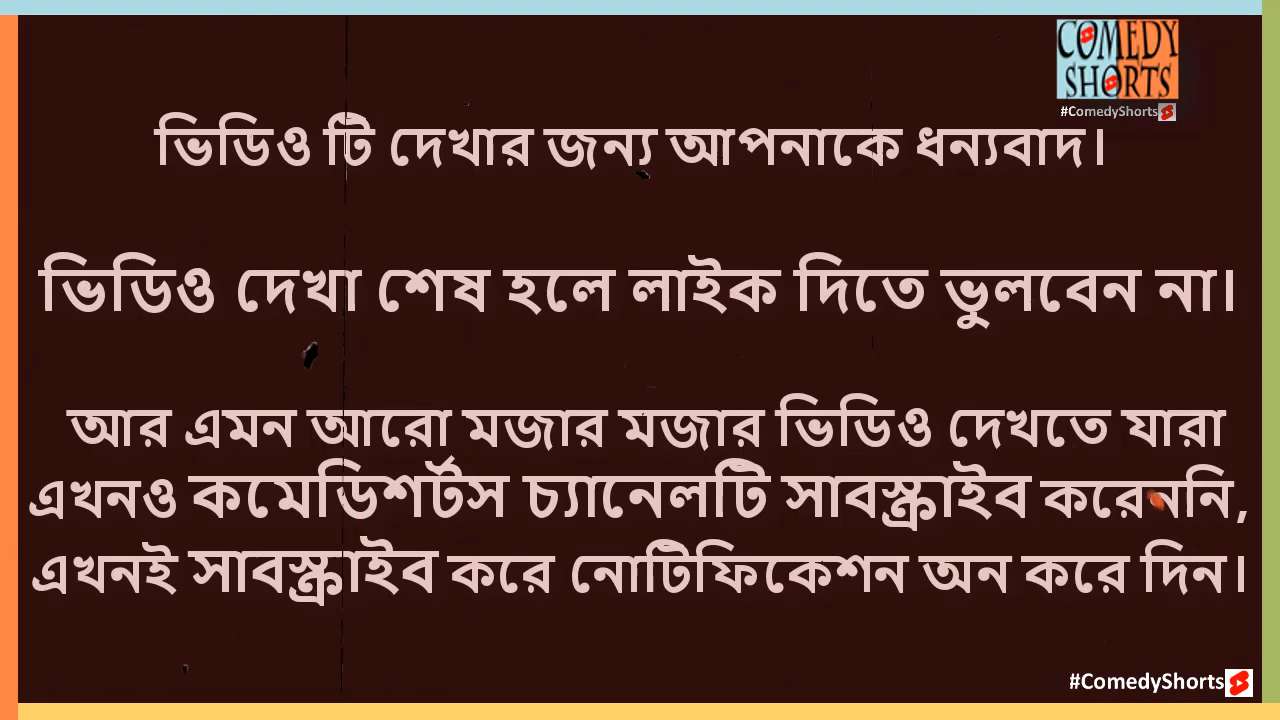 COMEDY
SHORTS
#ComedyShorts
ভিডিও টি দেখার জন্য আপনাকে ধন্যবাদ।
ভিডিও দেখা শেষ হলে লাইক দিতে ভুলবেন না।
আর এমন আরো মজার মজার ভিডিও দেখতে যারা
এখনও কমেডিশর্টস চ্যানেলটি সাবস্ক্রাইব করেননি,
এখনই সাবস্ক্রাইব করে নোটিফিকেশন অন করে দিন।
#ComedyShorts